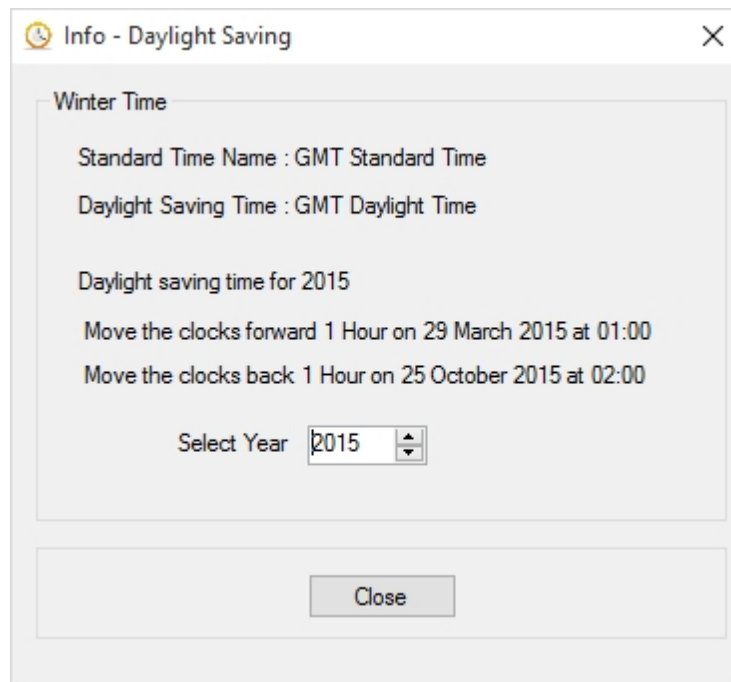 Info - Daylight Saving
Winter Time
Standard Time Name : GMT Standard Time
Daylight Saving Time : GMT Daylight Time
Daylight saving time for 2015
Move the clocks forward 1 Hour on 29 March 2015 at 01:00
Move the clocks back 1 Hour on 25 October 2015 at 02:00
Select Year 2015
Close